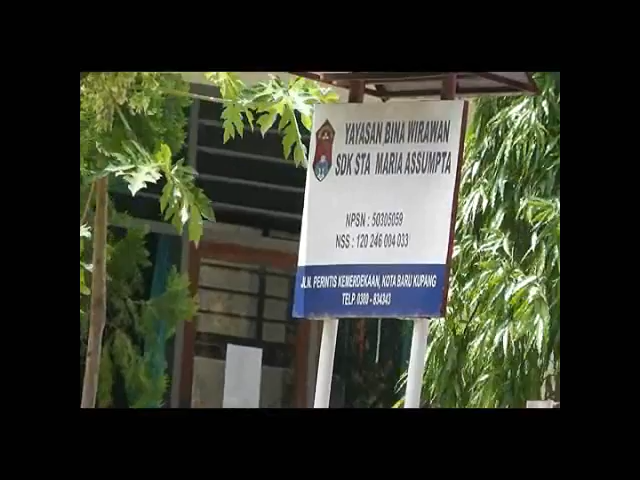 YAYASAN BINA WIRAWAN
SDK STA MARIA ASSUMPTA
NPSN : 50305059
NSS : 120 246 004 033
JLN. PERINTIS KEMERDEKAAN, KOTA BARU KUPANG
TELP. 0380 - 834343